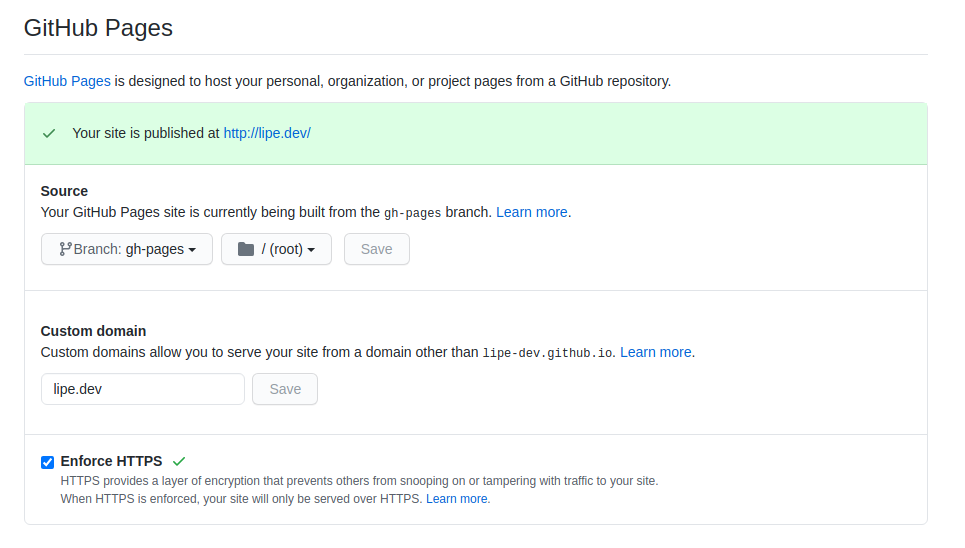 GitHub Pages
GitHub Pages is designed to host your personal, organization, or project pages from a GitHub repository.
Your site is published at http://lipe.dev/
Source
Your GitHub Pages site is currently being built from the gh-pages branch. Learn more.
Branch: gh-pages / (root) Save
Custom domain
Custom domains allow you to serve your site from a domain other than lipe-dev.github.io. Learn more.
lipe.dev Save
Enforce HTTPS
HTTPS provides a layer of encryption that prevents others from snooping on or tampering with traffic to your site.
When HTTPS is enforced, your site will only be served over HTTPS. Learn more.